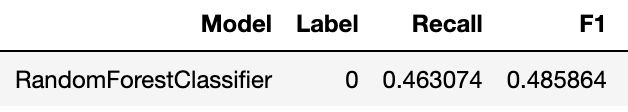 Model Label Recall F1
RandomForestClassifier 0 0.463074 0.485864